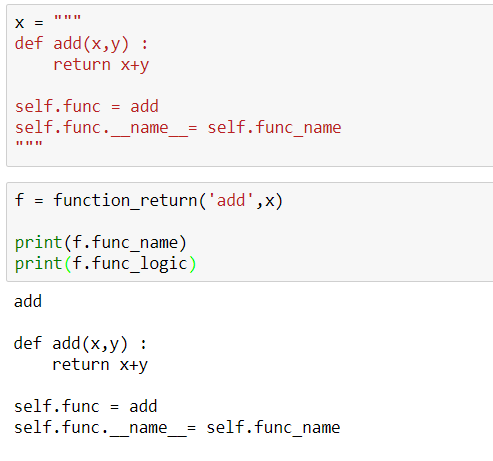 x = """
def add(x,y) :
    return x+y

self.func = add
self.func.__name__= self.func_name
"""
f = function_return('add',x)

print(f.func_name)
print(f.func_logic)
add

def add(x,y) :
    return x+y

self.func = add
self.func.__name__= self.func_name